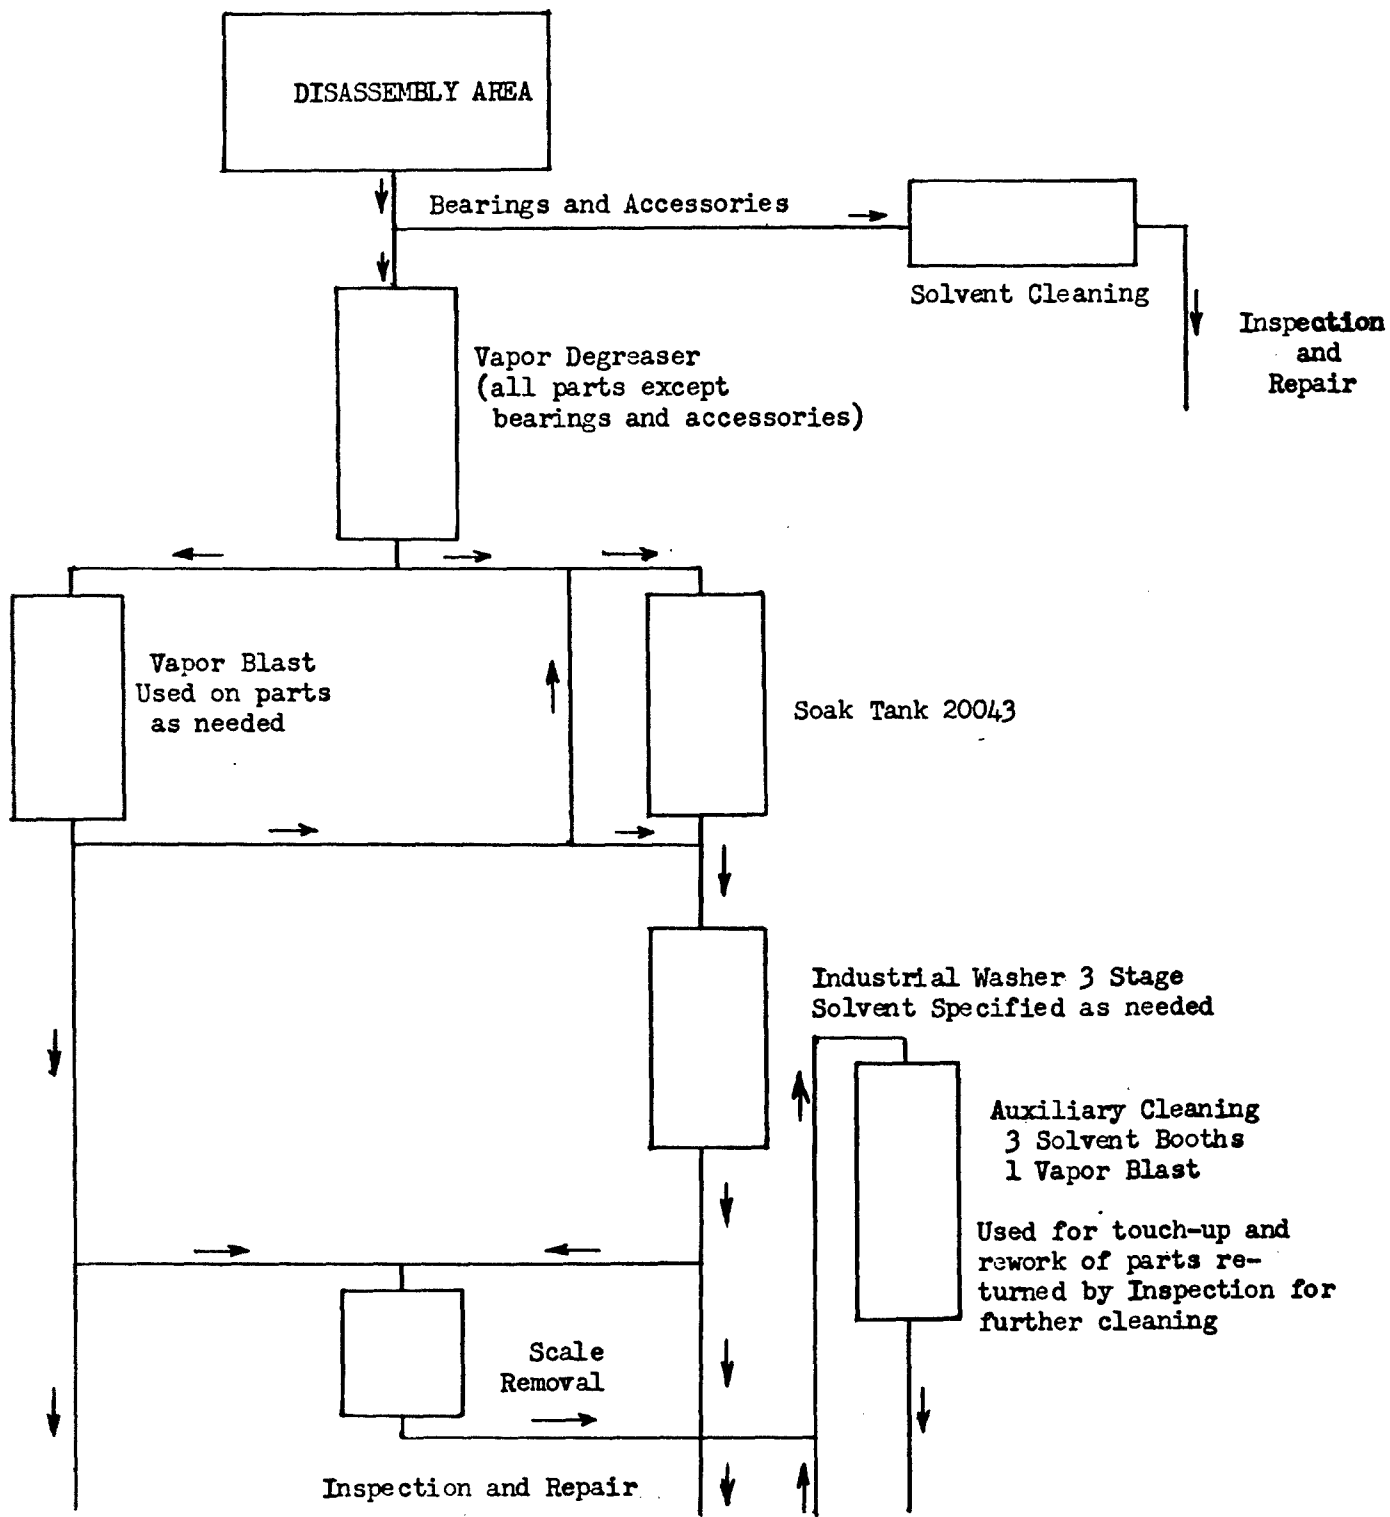 DISASSEMBLY AREA
Bearings and Accessories
Solvent Cleaning
Inspection
and
Repair
Vapor Degreaser
(all parts except
bearings and accessories)
Vapor Blast
Used on parts
as needed
Soak Tank 20043
Industrial Washer 3 Stage
Solvent Specified as needed
Auxiliary Cleaning
3 Solvent Booths
1 Vapor Blast
Used for touch-up and
rework of parts re-
turned by Inspection for
further cleaning
Scale
Removal
Inspection and Repair